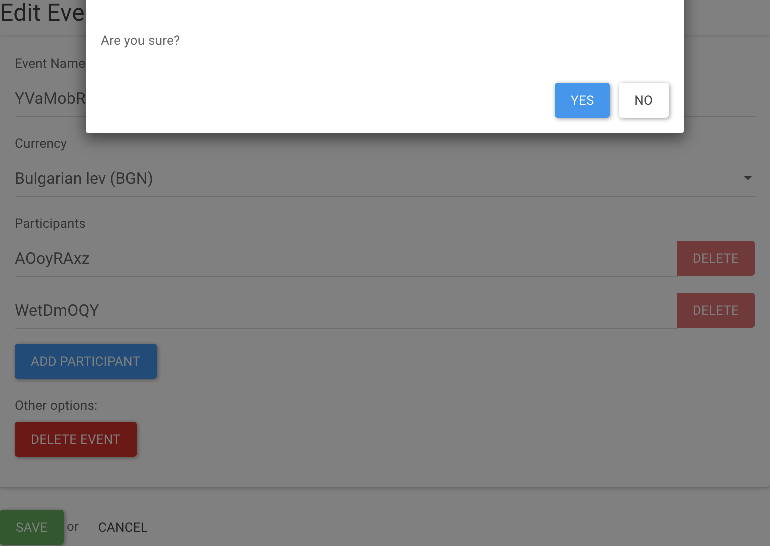 Edit Eve
Are you sure?
YES NO
Event Name
YVaMobR
Currency
Bulgarian lev (BGN)
Participants
AOoyRAxz DELETE
WetDmOQY DELETE
ADD PARTICIPANT
Other options:
DELETE EVENT
SAVE or CANCEL